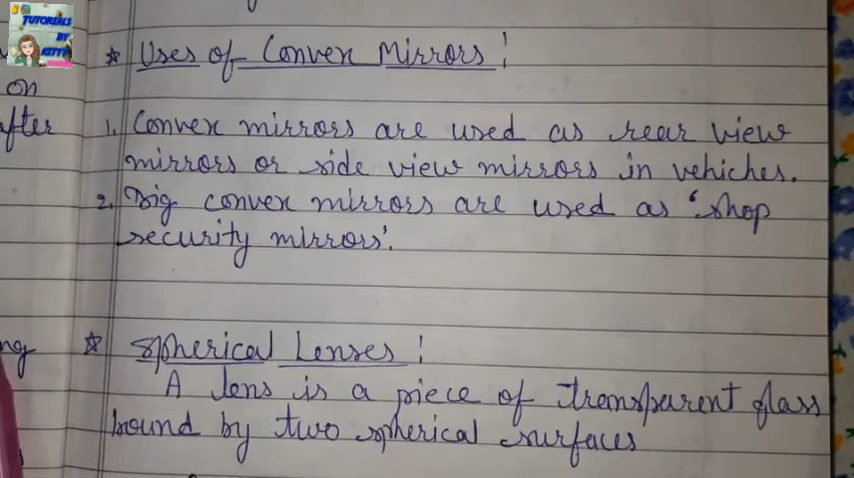 TUTORIALS
BY
KITTY
on
after
ng
☆ Uses of Convex Mirrors!
1. Convex mirrors are used as rear view
mirrors or side view mirrors in vehiches.
2. Big convex mirrors are used as 'shop
security mirrors'.
☆ Spherical Lenses!
A lens is a piece of transparent glass
bound by two spherical surfaces